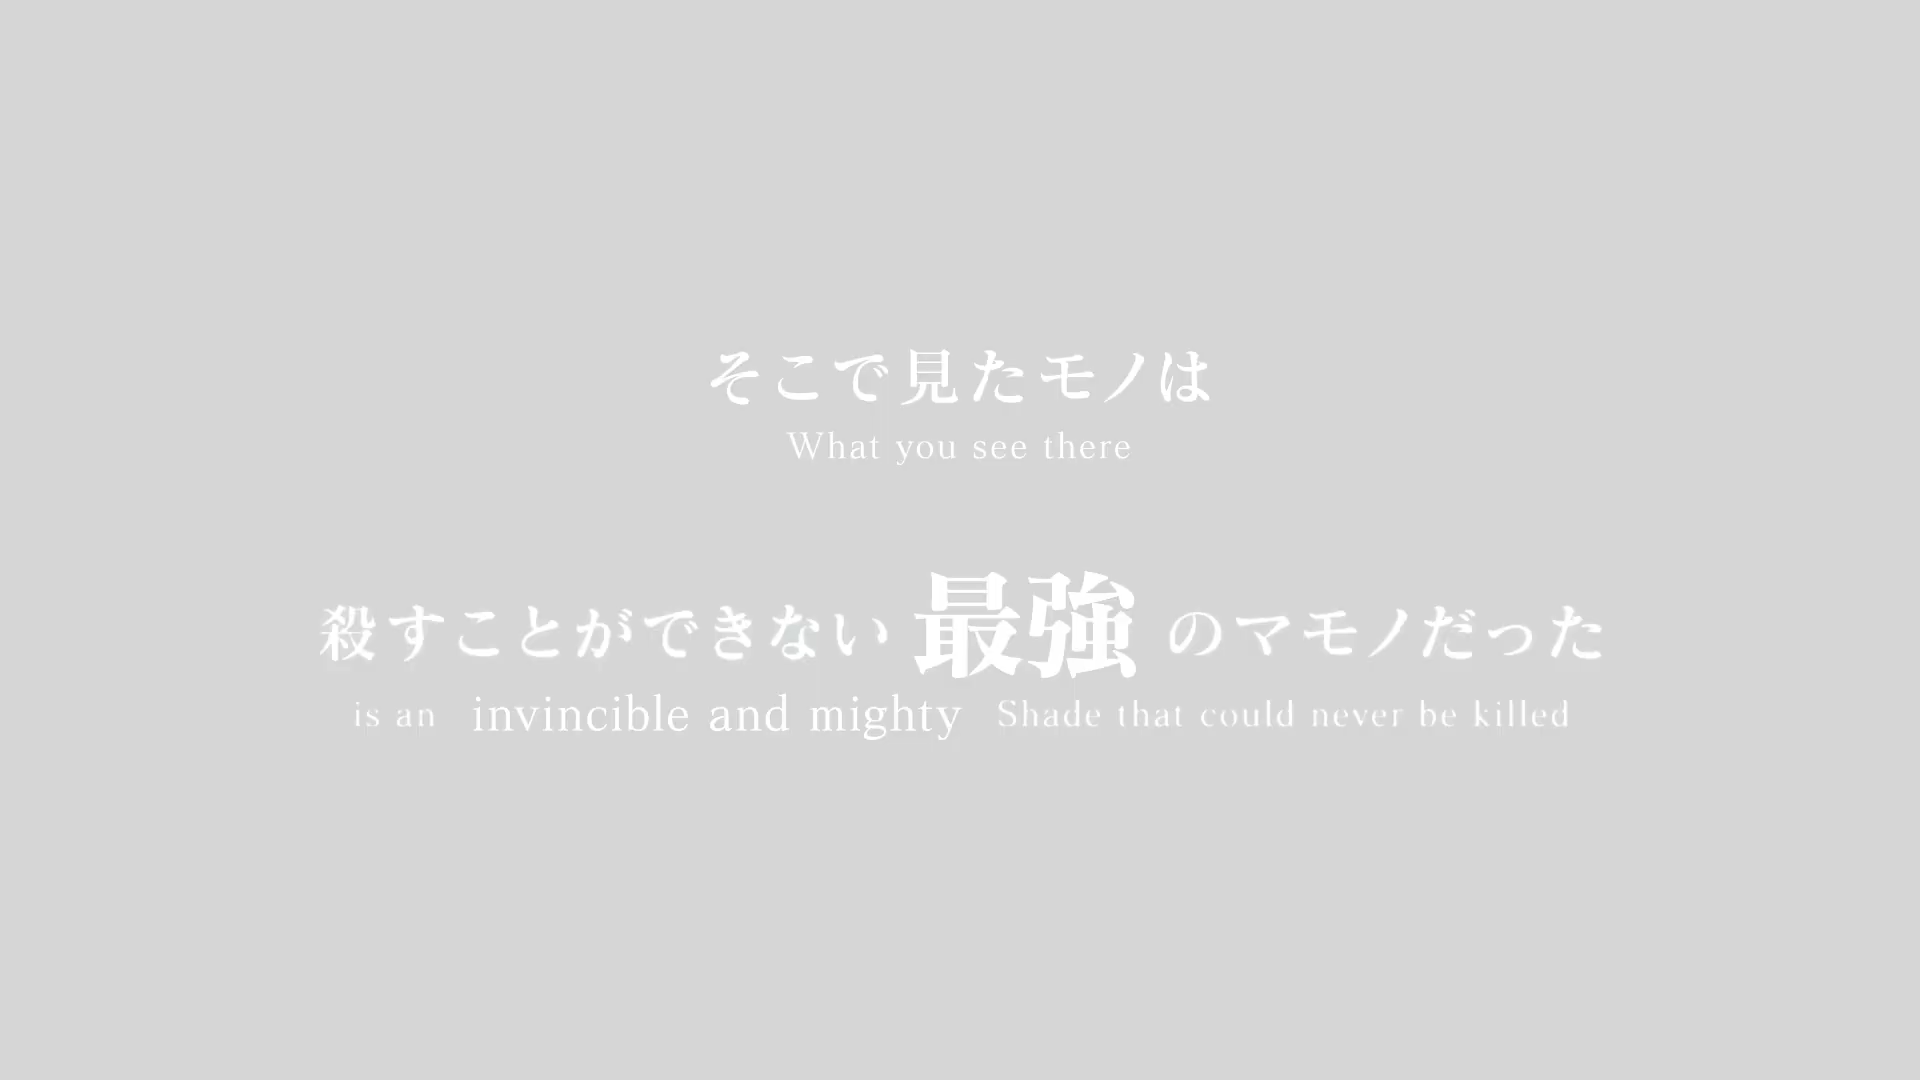 そこで見たモノは
What you see there
殺すことができない 最強 のマモノだった
is an invincible and mighty Shade that could never be killed